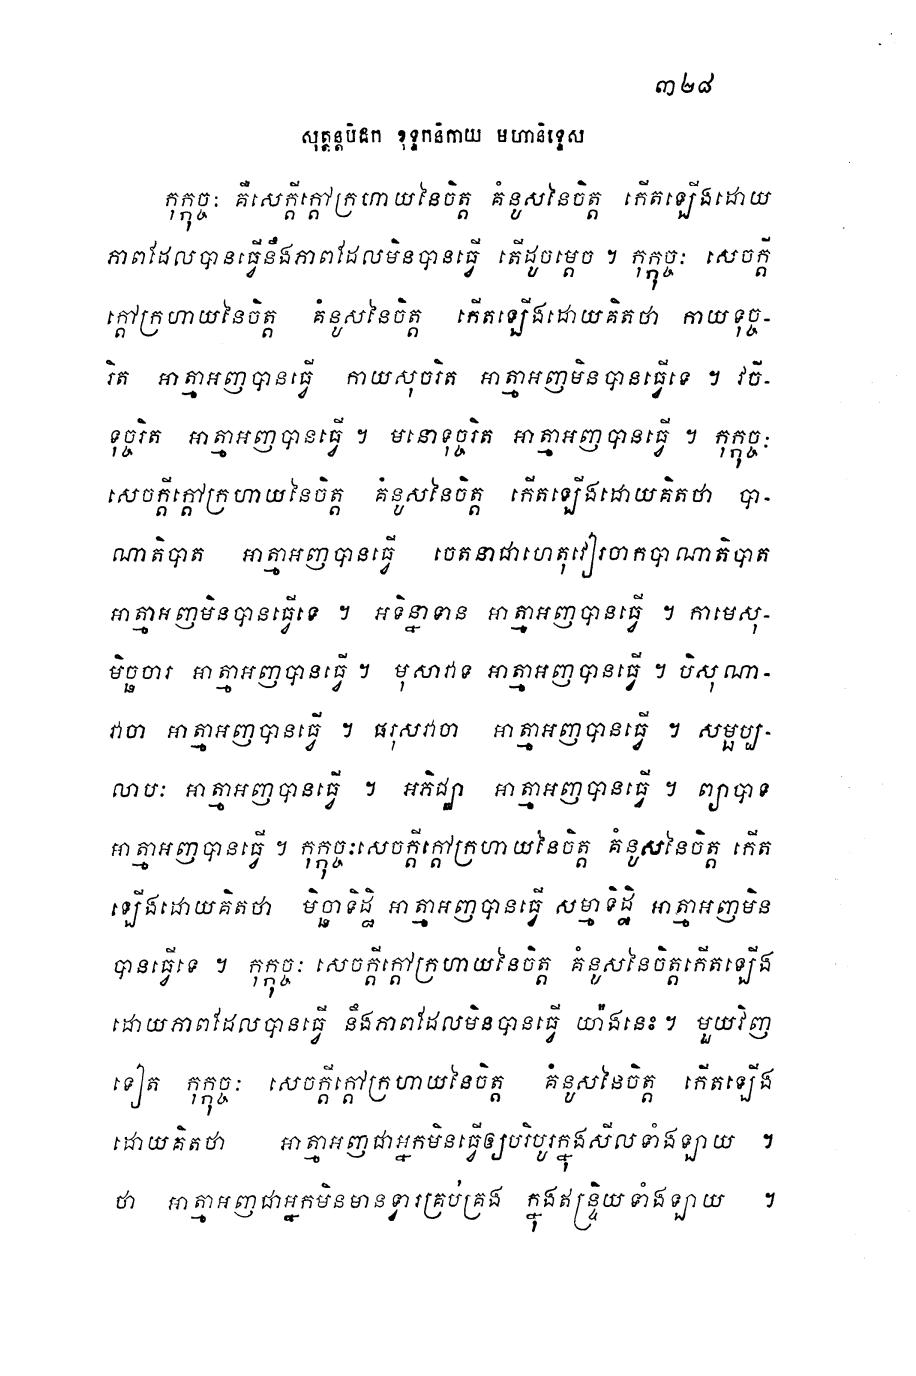 ៣២៨
សុត្តន្តបិដក ខុទ្ទកនិកាយ មហានិទ្ទេស
កុក្កុច្ចៈ គឺសេក្តីក្តៅក្រហាយនៃចិត្ត គំនូសនៃចិត្ត កើតឡើងដោយ
ភាពដែលបានធ្វើនឹងភាពដែលមិនបានធ្វើ តើដូចម្តេច ។ កុក្កុច្ចៈ សេចក្តី
ក្តៅក្រហាយនៃចិត្ត គំនូសនៃចិត្ត កើតឡើងដោយគិតថា កាយទុច្ច-
រិត អាត្មាអញបានធ្វើ កាយសុចរិត អាត្មាអញមិនបានធ្វើទេ ។ វចី-
ទុច្ចរិត អាត្មាអញបានធ្វើ ។ មនោទុច្ចរិត អាត្មាអញបានធ្វើ ។ កុក្កុច្ចៈ
សេចក្តីក្តៅក្រហាយនៃចិត្ត គំនូសនៃចិត្ត កើតឡើងដោយគិតថា បា-
ណាតិបាត អាត្មាអញបានធ្វើ ចេតនាជាហេតុវៀរចាកបាណាតិបាត
អាត្មាអញមិនបានធ្វើទេ ។ អទិន្នាទាន អាត្មាអញបានធ្វើ ។ កាមេសុ-
មិច្ឆាចារ អាត្មាអញបានធ្វើ ។ មុសាវាទ អាត្មាអញបានធ្វើ ។ បិសុណា-
វាចា អាត្មាអញបានធ្វើ ។ ផរុសវាចា អាត្មាអញបានធ្វើ ។ សម្ផប្ប-
លាបៈ អាត្មាអញបានធ្វើ ។ អភិជ្ឈា អាត្មាអញបានធ្វើ ។ ព្យាបាទ
អាត្មាអញបានធ្វើ ។ កុក្កុច្ចៈសេចក្តីក្តៅក្រហាយនៃចិត្ត គំនូសនៃចិត្ត កើត
ឡើងដោយគិតថា មិច្ឆាទិដ្ឋិ អាត្មាអញបានធ្វើ សម្មាទិដ្ឋិ អាត្មាអញមិន
បានធ្វើទេ ។ កុក្កុច្ចៈ សេចក្តីក្តៅក្រហាយនៃចិត្ត គំនូសនៃចិត្តកើតឡើង
ដោយភាពដែលបានធ្វើ នឹងភាពដែលមិនបានធ្វើ យ៉ាងនេះ ។ មួយវិញ
ទៀត កុក្កុច្ចៈ សេចក្តីក្តៅក្រហាយនៃចិត្ត គំនូសនៃចិត្ត កើតឡើង
ដោយគិតថា អាត្មាអញជាអ្នកមិនធ្វើឲ្យបរិបូរក្នុងសីលទាំងឡាយ ។
ថា អាត្មាអញជាអ្នកមិនមានទ្វារគ្រប់គ្រង ក្នុងឥន្ទ្រិយទាំងឡាយ ។